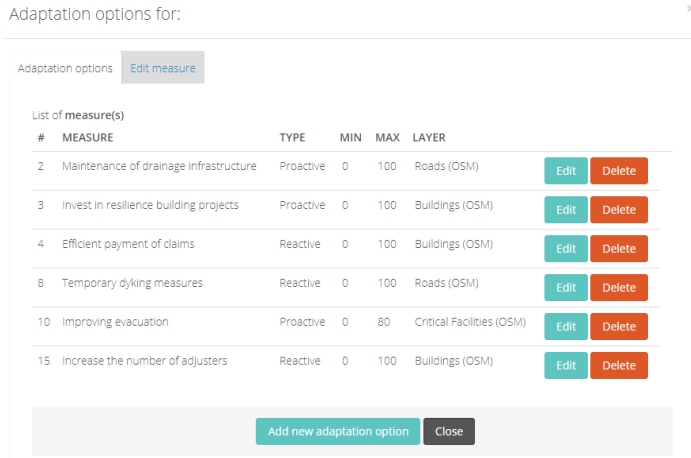 Adaptation options for:
×
Adaptation options Edit measure
List of measure(s)
# MEASURE TYPE MIN MAX LAYER
2 Maintenance of drainage infrastructure Proactive 0 100 Roads (OSM) Edit Delete
3 Invest in resilience building projects Proactive 0 100 Buildings (OSM) Edit Delete
4 Efficient payment of claims Reactive 0 100 Buildings (OSM) Edit Delete
8 Temporary dyking measures Reactive 0 100 Roads (OSM) Edit Delete
10 Improving evacuation Proactive 0 80 Critical Facilities (OSM) Edit Delete
15 Increase the number of adjusters Reactive 0 100 Buildings (OSM) Edit Delete
Add new adaptation option Close